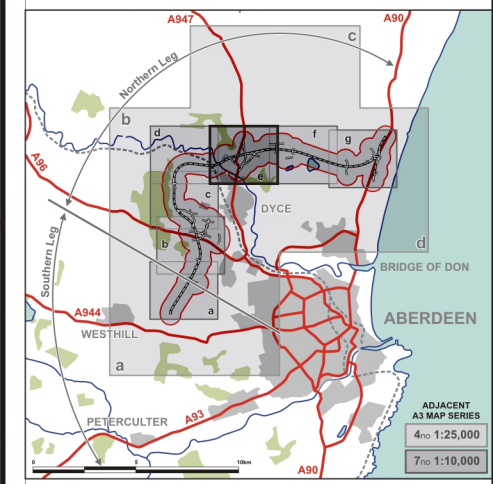 A947
A90
c
Northern Leg
b
d
f
g
A96
e
c
DYCE
Southern Leg
b
d
BRIDGE OF DON
a
A944
WESTHILL
ABERDEEN
a
ADJACENT
A3 MAP SERIES
4no 1:25,000
7no 1:10,000
PETERCULTER
A93
0 5 10km
A90